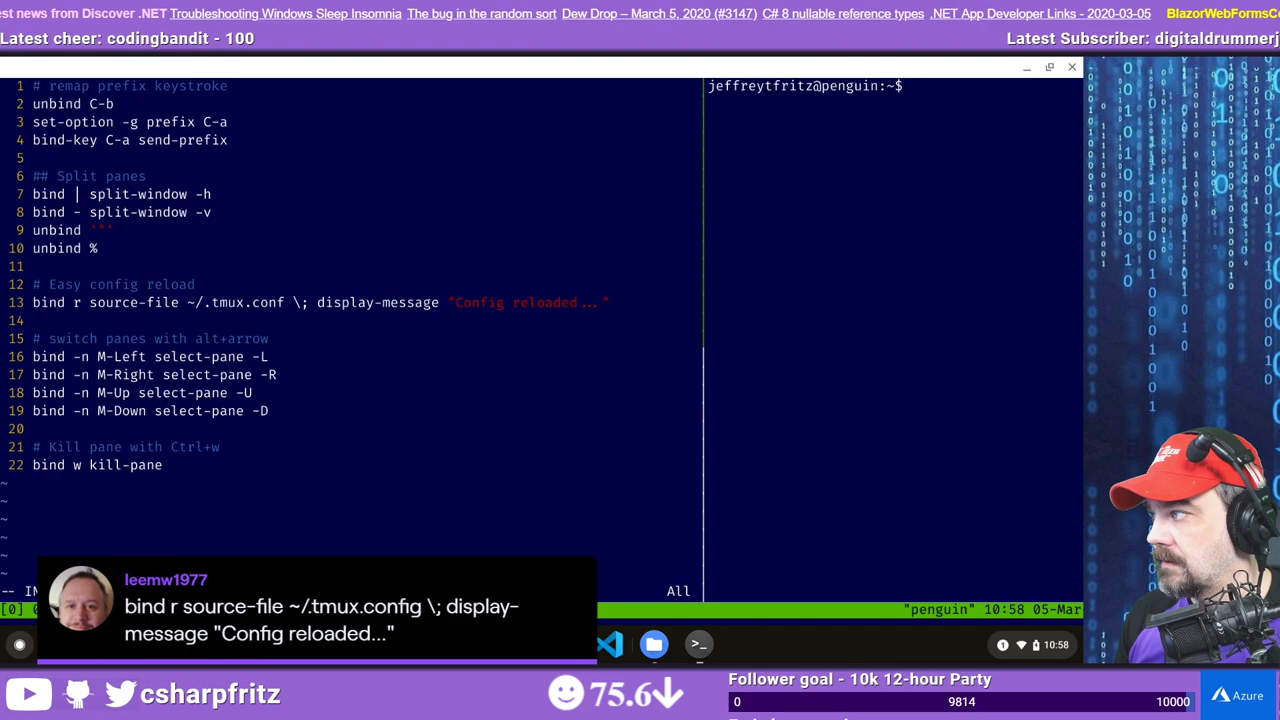 est news from Discover .NET Troubleshooting Windows Sleep Insomnia The bug in the random sort Dew Drop – March 5, 2020 (#3147) C# 8 nullable reference types .NET App Developer Links - 2020-03-05 BlazorWebFormsCo
Latest cheer: codingbandit - 100
Latest Subscriber: digitaldrummerj
1 # remap prefix keystroke
2 unbind C-b
3 set-option -g prefix C-a
4 bind-key C-a send-prefix
5
6 ## Split panes
7 bind | split-window -h
8 bind - split-window -v
9 unbind '"'
10 unbind %
11
12 # Easy config reload
13 bind r source-file ~/.tmux.conf \; display-message "Config reloaded..."
14
15 # switch panes with alt+arrow
16 bind -n M-Left select-pane -L
17 bind -n M-Right select-pane -R
18 bind -n M-Up select-pane -U
19 bind -n M-Down select-pane -D
20
21 # Kill pane with Ctrl+w
22 bind w kill-pane
~
~
~
~
~
~
jeffreytfritz@penguin:~$
-- IN
All
[0] 0
"penguin" 10:58 05-Mar
leemw1977
bind r source-file ~/.tmux.config \; display-
message "Config reloaded..."
>_
1 10:58
csharpfritz
75.6
Follower goal - 10k 12-hour Party
0 9814 10000
Azure